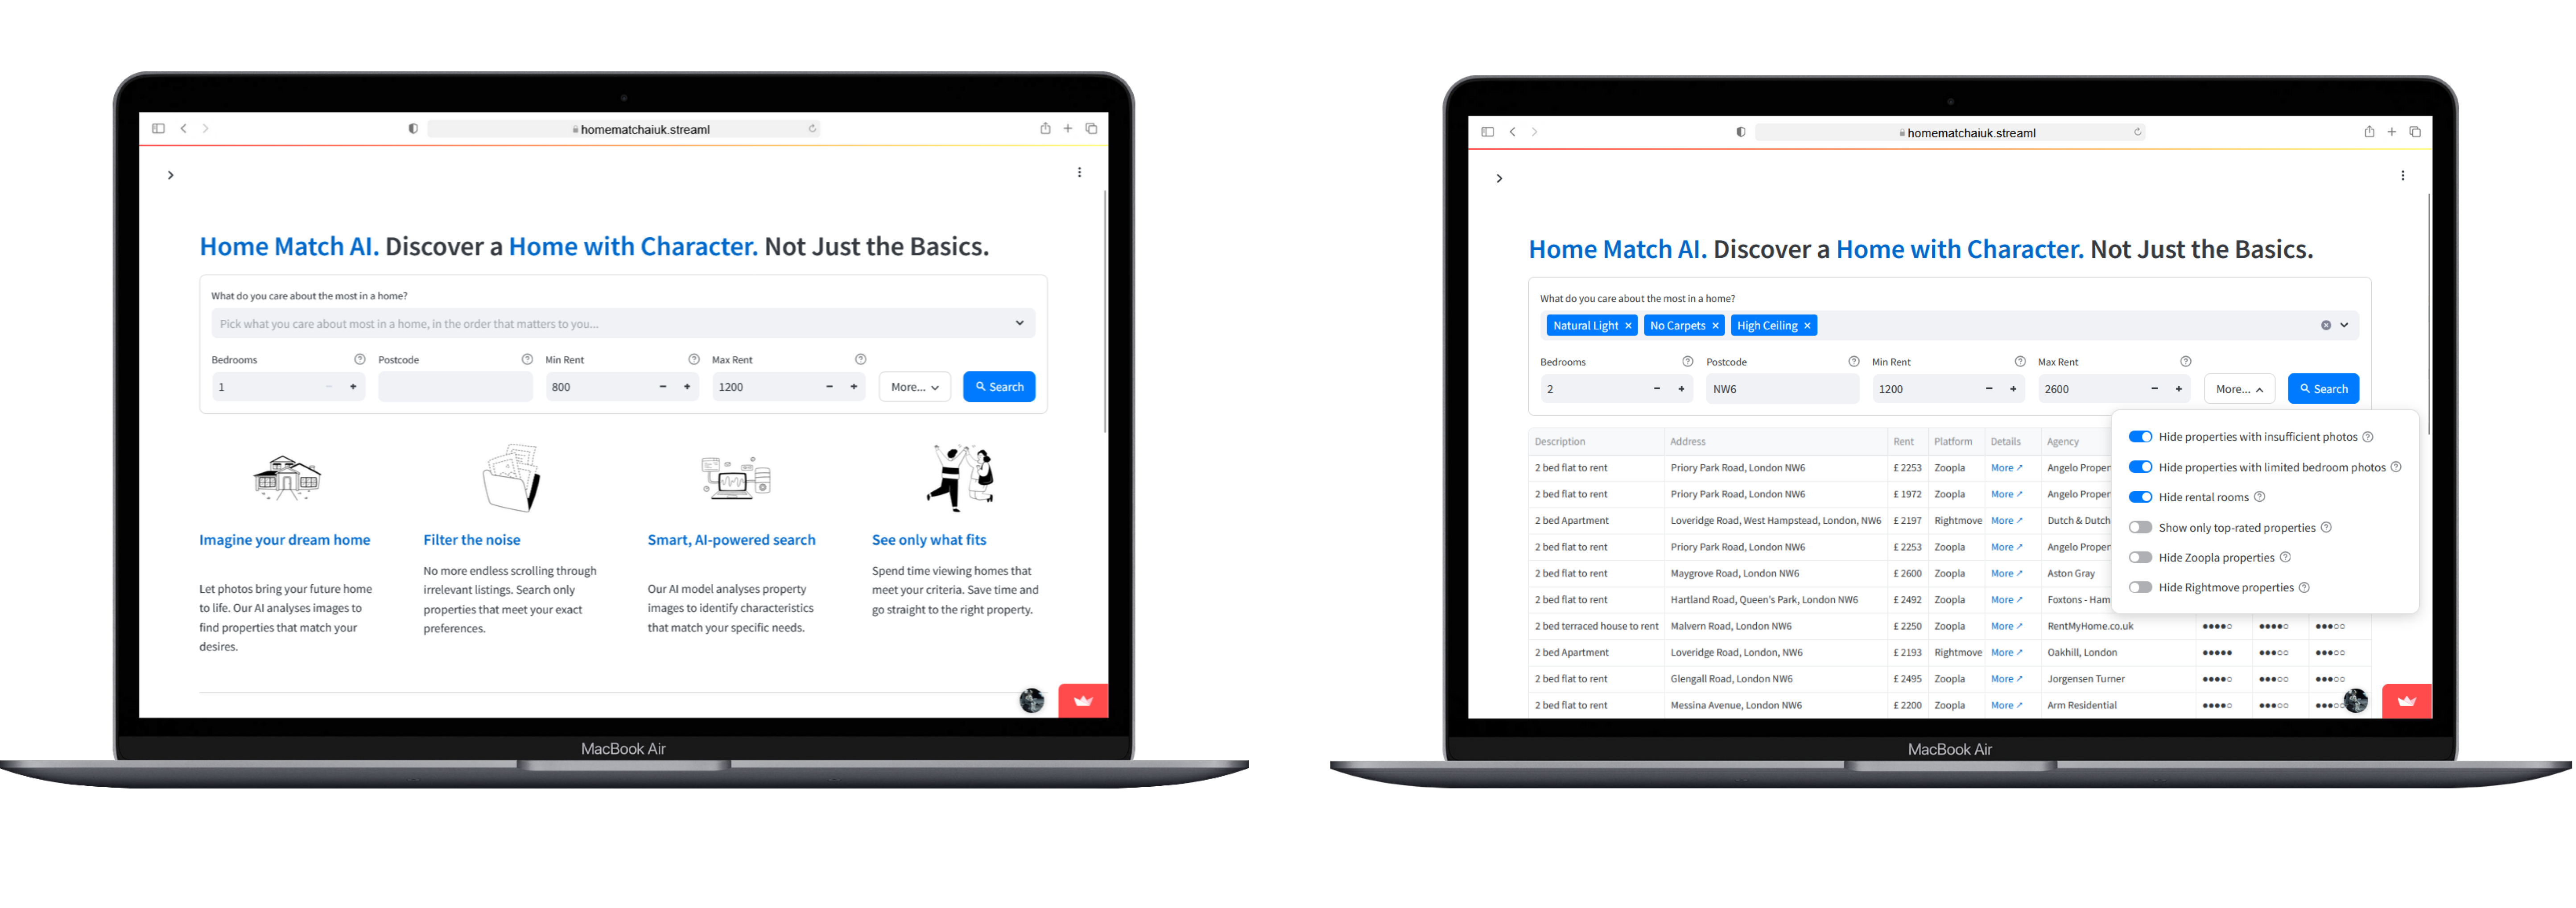 homematchaiuk.streaml
Home Match AI. Discover a Home with Character. Not Just the Basics.
What do you care about the most in a home?
Pick what you care about most in a home, in the order that matters to you...
Bedrooms Postcode Min Rent Max Rent
1 800 1200 More... Search
Imagine your dream home
Let photos bring your future home
to life. Our AI analyses images to
find properties that match your
desires.
Filter the noise
No more endless scrolling through
irrelevant listings. Search only
properties that meet your exact
preferences.
Smart, AI-powered search
Our AI model analyses property
images to identify characteristics
that match your specific needs.
See only what fits
Spend time viewing homes that
meet your criteria. Save time and
go straight to the right property.
MacBook Air
homematchaiuk.streaml
Home Match AI. Discover a Home with Character. Not Just the Basics.
What do you care about the most in a home?
Natural Light No Carpets High Ceiling
Bedrooms Postcode Min Rent Max Rent
2 NW6 1200 2600 More... Search
Description Address Rent Platform Details Agency
2 bed flat to rent Priory Park Road, London NW6 £ 2253 Zoopla More ↗ Angelo Proper
2 bed flat to rent Priory Park Road, London NW6 £ 1972 Zoopla More ↗ Angelo Proper
2 bed Apartment Loveridge Road, West Hampstead, London, NW6 £ 2197 Rightmove More ↗ Dutch & Dutch
2 bed flat to rent Priory Park Road, London NW6 £ 2253 Zoopla More ↗ Angelo Proper
2 bed flat to rent Maygrove Road, London NW6 £ 2600 Zoopla More ↗ Aston Gray
2 bed flat to rent Hartland Road, Queen's Park, London NW6 £ 2492 Zoopla More ↗ Foxtons - Ham
2 bed terraced house to rent Malvern Road, London NW6 £ 2250 Zoopla More ↗ RentMyHome.co.uk
2 bed Apartment Loveridge Road, London, NW6 £ 2193 Rightmove More ↗ Oakhill, London
2 bed flat to rent Glengall Road, London NW6 £ 2495 Zoopla More ↗ Jorgensen Turner
2 bed flat to rent Messina Avenue, London NW6 £ 2200 Zoopla More ↗ Arm Residential
Hide properties with insufficient photos
Hide properties with limited bedroom photos
Hide rental rooms
Show only top-rated properties
Hide Zoopla properties
Hide Rightmove properties
MacBook Air